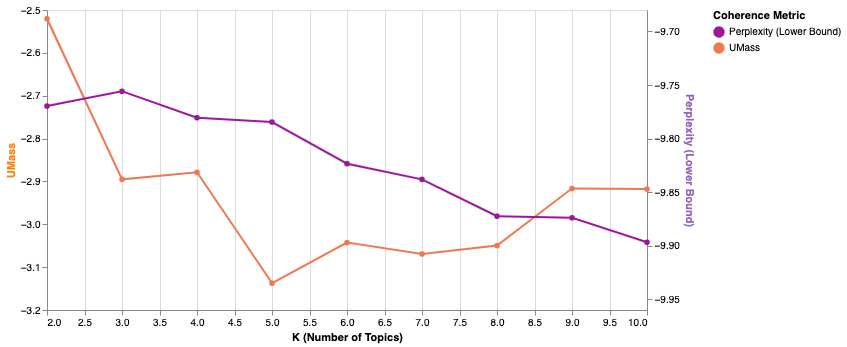 Coherence Metric
Perplexity (Lower Bound)
UMass
−2.5
−2.6
−2.7
−2.8
−2.9
−3.0
−3.1
−3.2
UMass
−9.70
−9.75
−9.80
−9.85
−9.90
−9.95
Perplexity (Lower Bound)
2.0 2.5 3.0 3.5 4.0 4.5 5.0 5.5 6.0 6.5 7.0 7.5 8.0 8.5 9.0 9.5 10.0
K (Number of Topics)